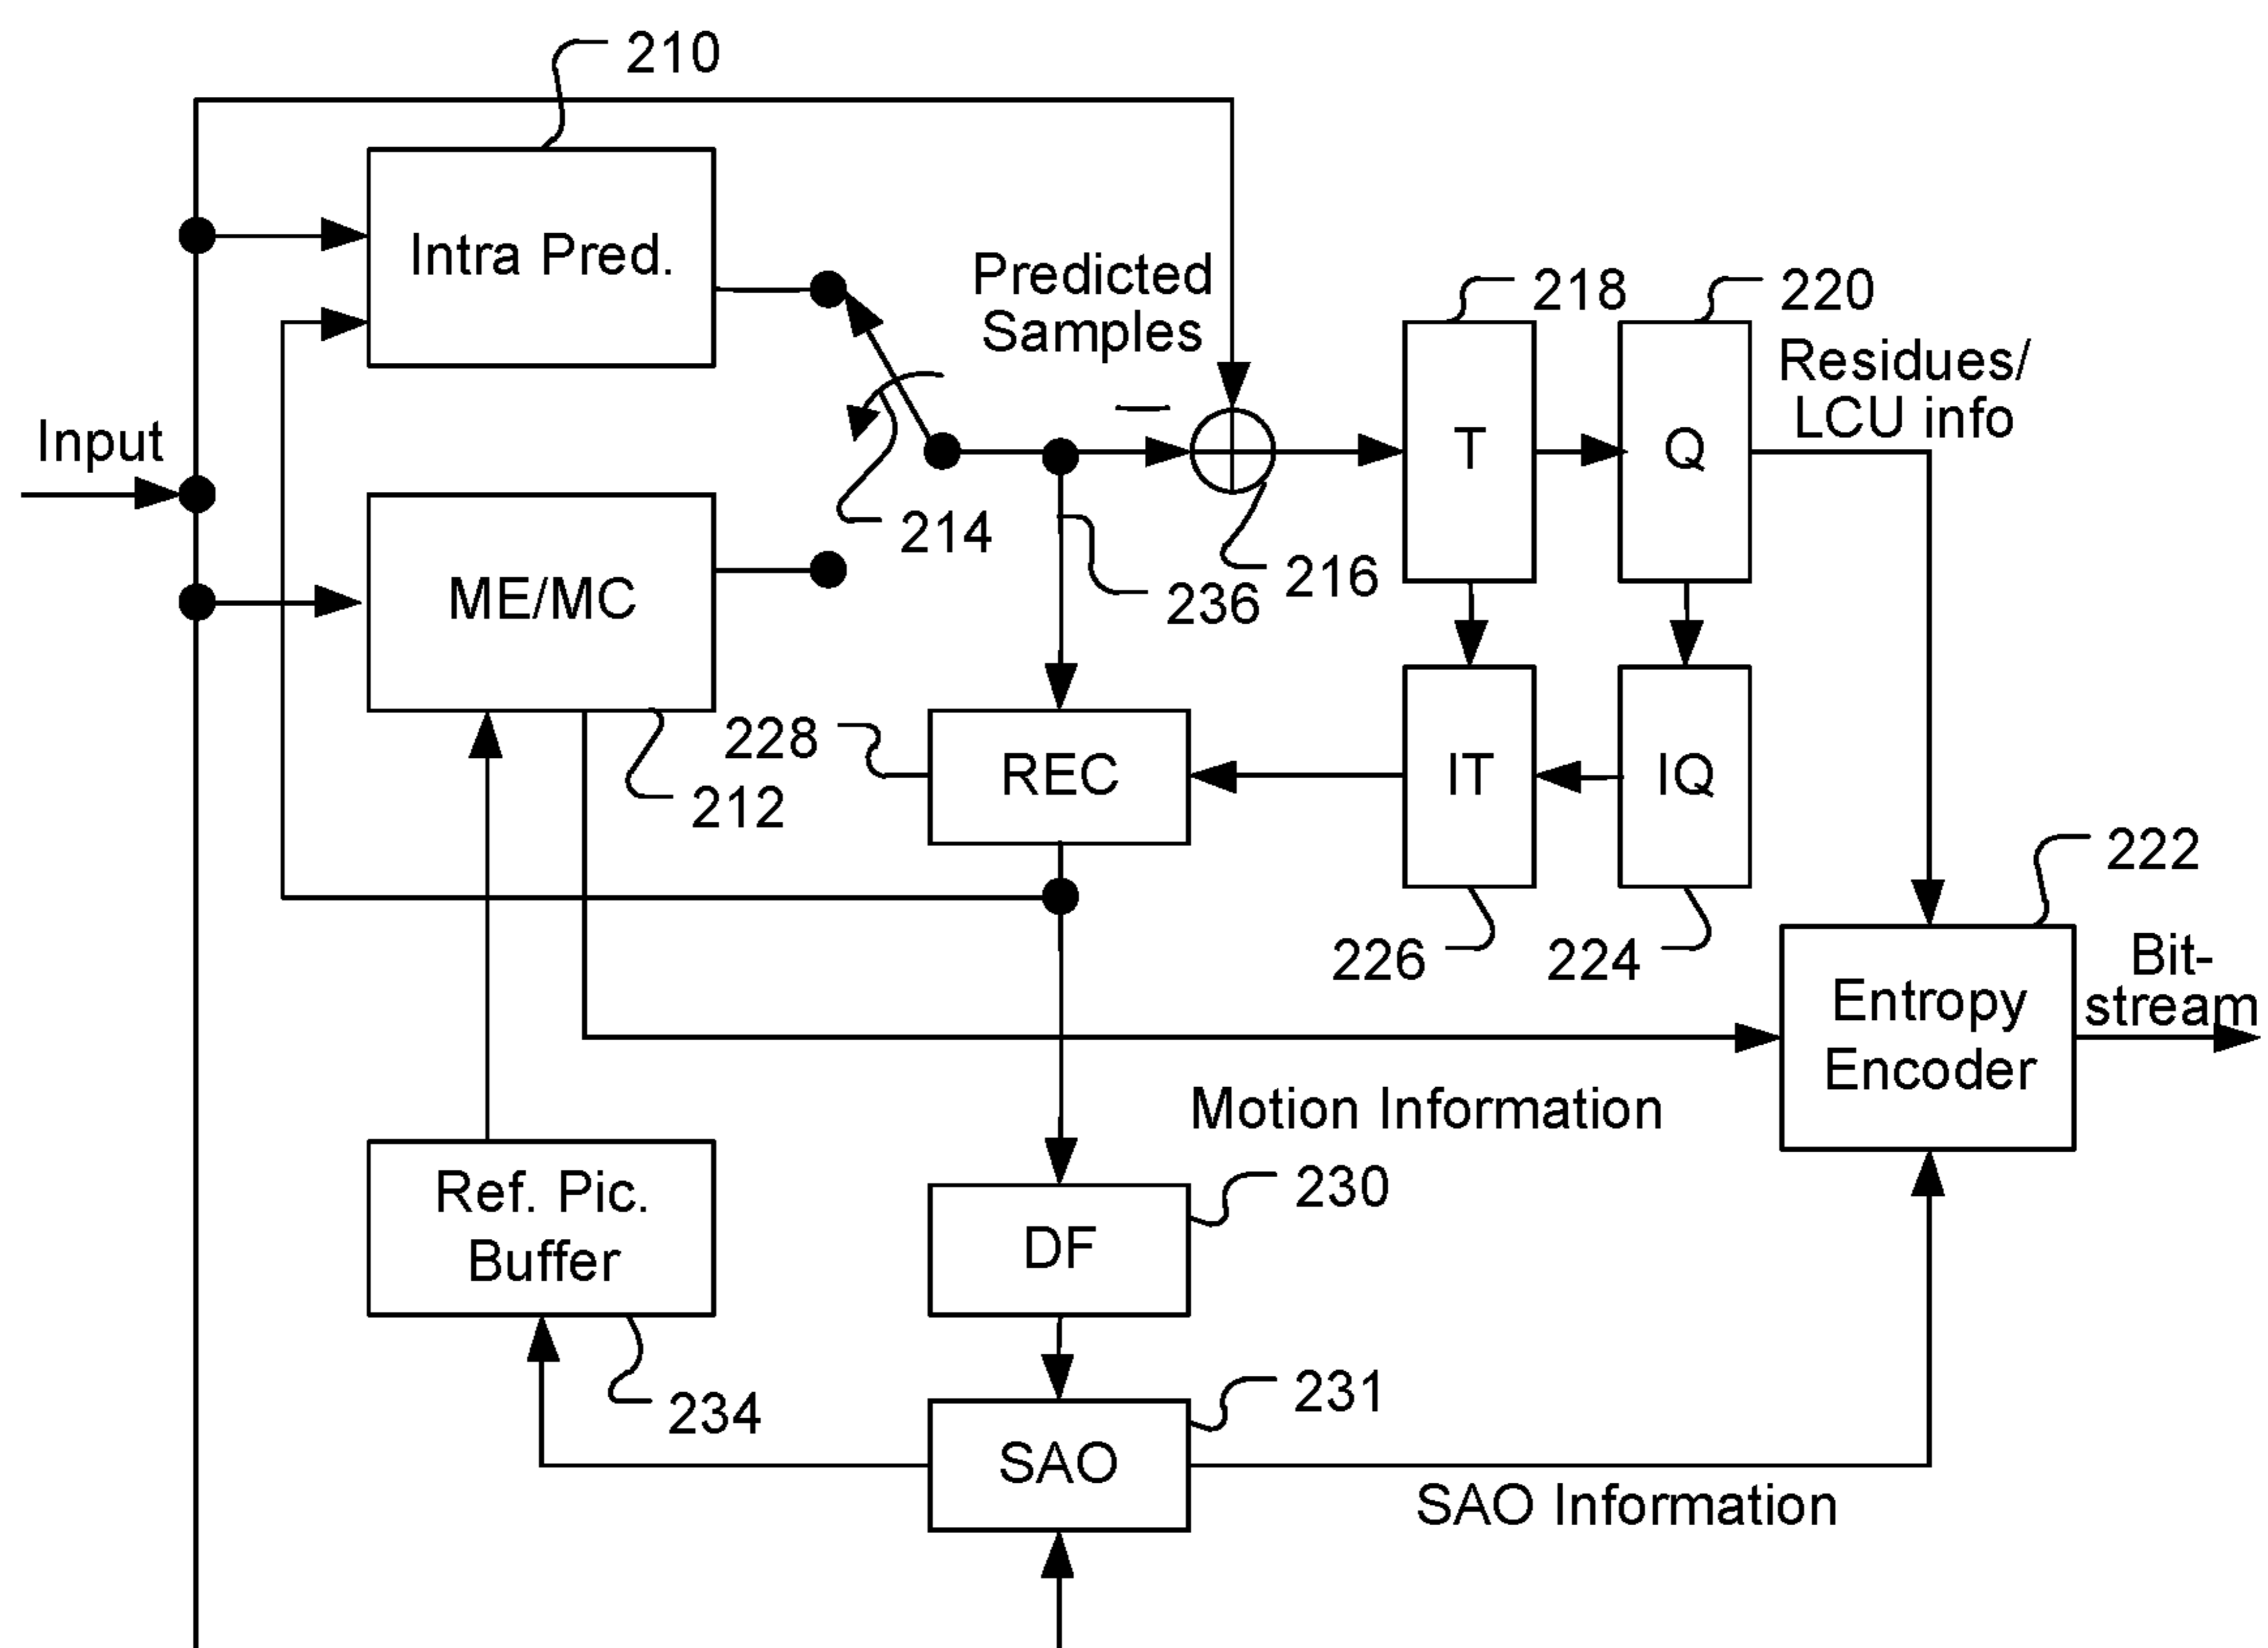 210
Intra Pred.
Predicted
Samples
218
220
Residues/
LCU info
Input
T
Q
214
ME/MC
236
216
228
REC
IT
IQ
212
222
226
224
Bit-
stream
Entropy
Encoder
Motion Information
Ref. Pic.
Buffer
230
DF
234
231
SAO
SAO Information